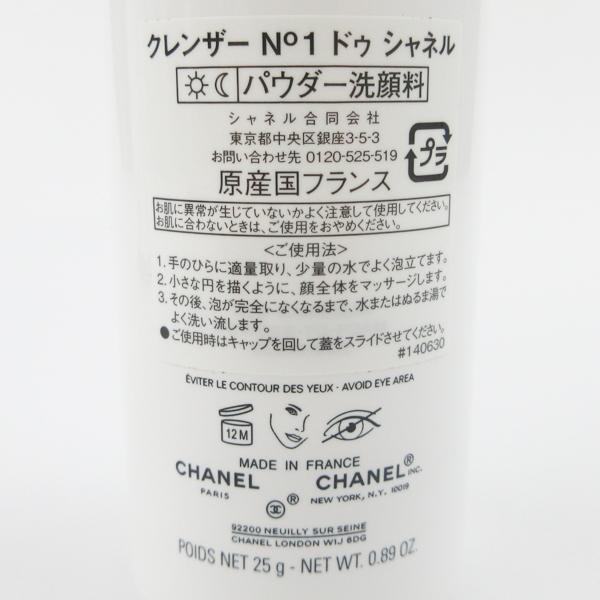 クレンザー Nº1 ドゥ シャネル
パウダー洗顔料
シャネル合同会社
東京都中央区銀座3-5-3
お問い合わせ先 0120-525-519
プラ
原産国フランス
お肌に異常が生じていないかよく注意して使用してください。
お肌に合わないときは、ご使用をおやめください。
<ご使用法>
1. 手のひらに適量取り、少量の水でよく泡立てます。
2. 小さな円を描くように、顔全体をマッサージします。
3. その後、泡が完全になくなるまで、水またはぬるま湯で
よく洗い流します。
●ご使用時はキャップを回して蓋をスライドさせてください。
#140630
ÉVITER LE CONTOUR DES YEUX - AVOID EYE AREA
12 M
MADE IN FRANCE
CHANEL CHANEL® INC.
PARIS NEW YORK, N.Y. 10019
®
92200 NEUILLY SUR SEINE
CHANEL LONDON W1J 6DG
POIDS NET 25 g - NET WT. 0.89 OZ.